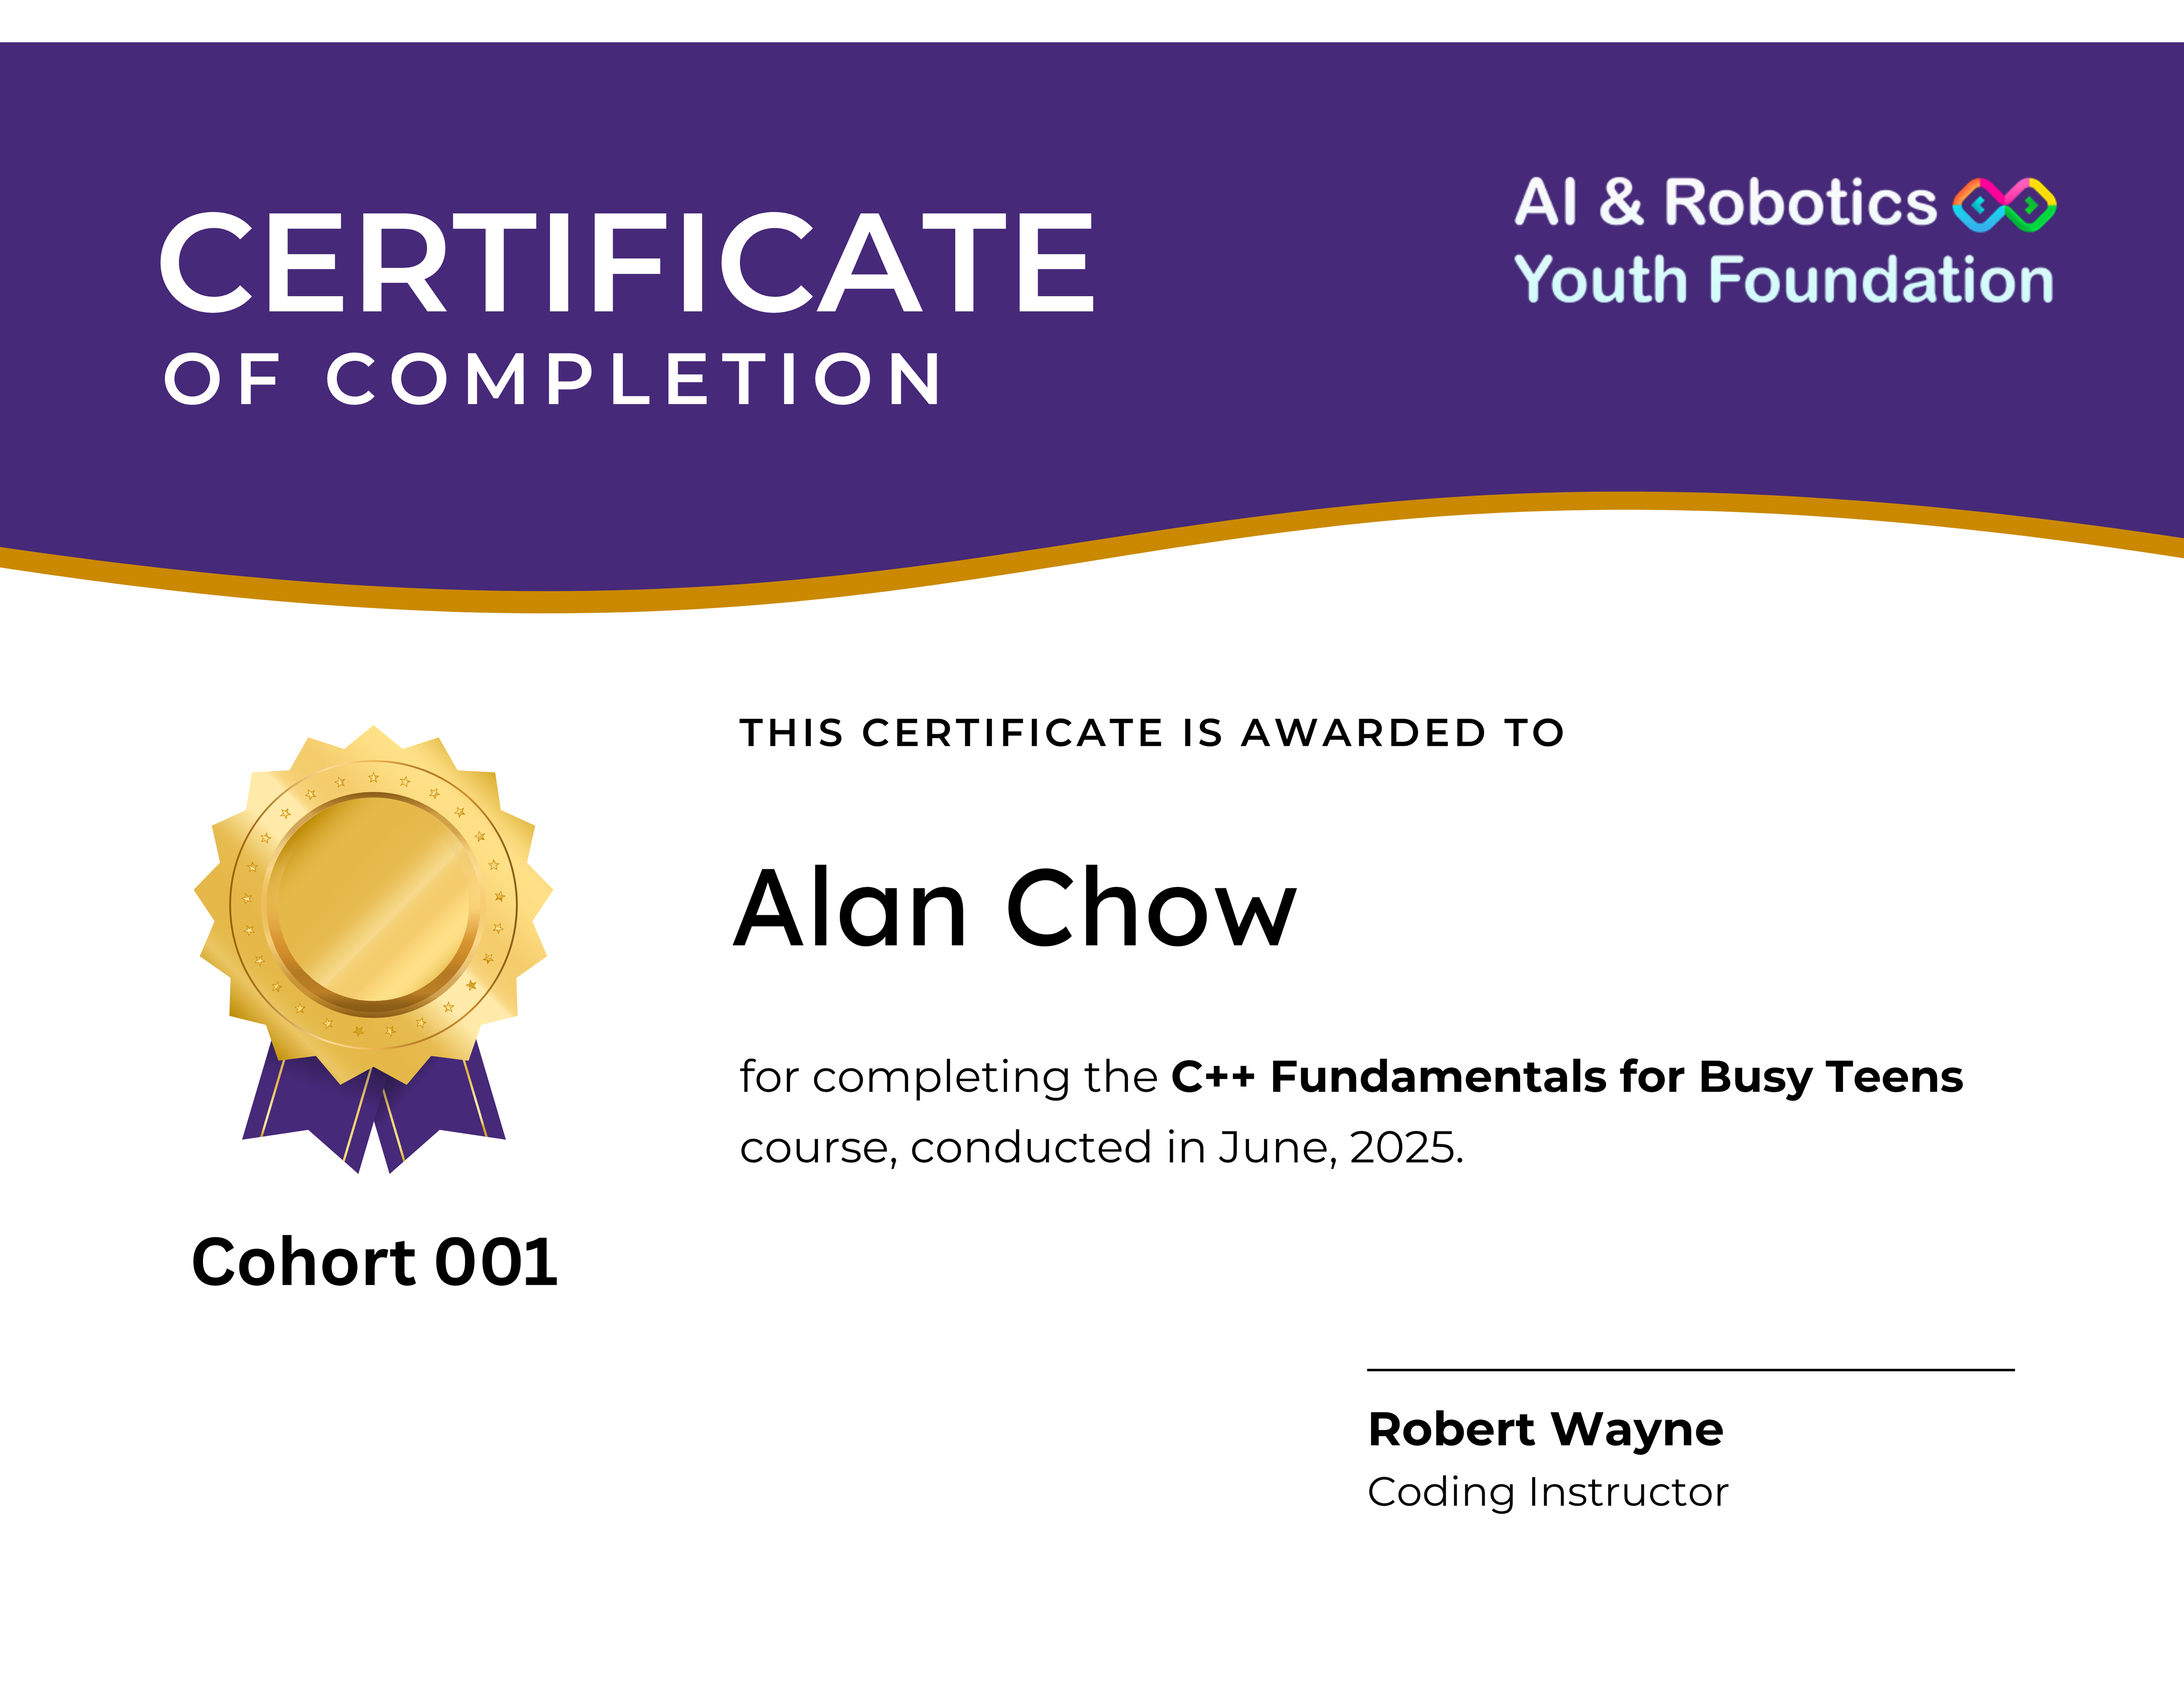 CERTIFICATE
OF COMPLETION
AI & Robotics
Youth Foundation
THIS CERTIFICATE IS AWARDED TO
Alan Chow
for completing the C++ Fundamentals for Busy Teens
course, conducted in June, 2025.
Cohort 001
Robert Wayne
Coding Instructor